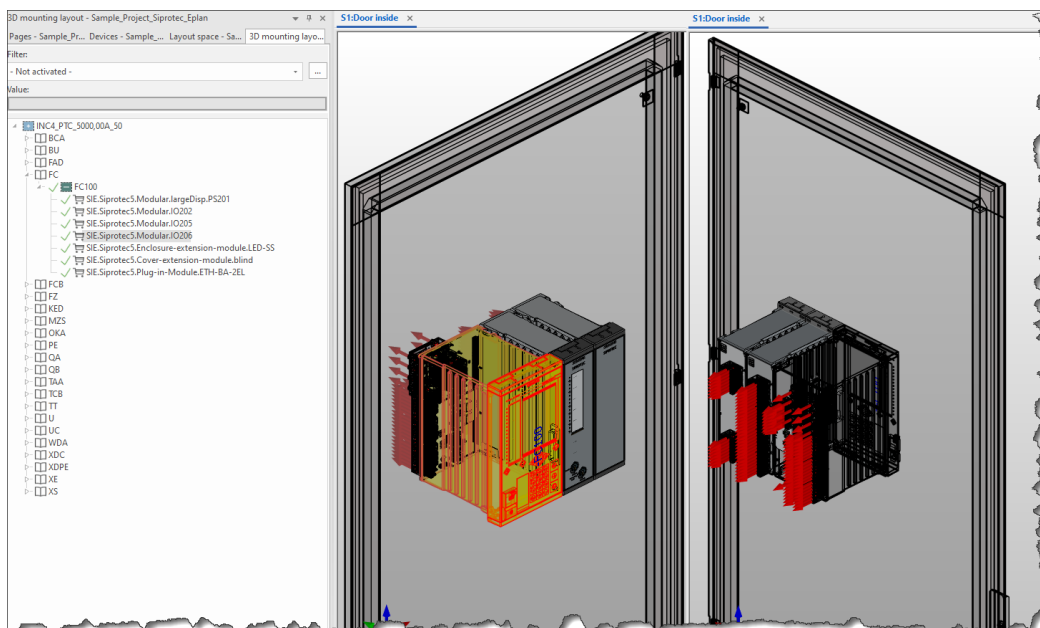 3D mounting layout - Sample_Project_Siprotec_Eplan
Pages - Sample_Pr... Devices - Sample_... Layout space - Sa... 3D mounting layo...
Filter:
- Not activated -
...
Value:
INC4_PTC_5000,00A_50
BCA
BU
FAD
FC
FC100
SIE.Siprotec5.Modular.largeDisp.PS201
SIE.Siprotec5.Modular.IO202
SIE.Siprotec5.Modular.IO205
SIE.Siprotec5.Modular.IO206
SIE.Siprotec5.Enclosure-extension-module.LED-SS
SIE.Siprotec5.Cover-extension-module.blind
SIE.Siprotec5.Plug-in-Module.ETH-BA-2EL
FCB
FZ
KED
MZS
OKA
PE
QA
QB
TAA
TCB
TT
U
UC
WDA
XDC
XDPE
XE
XS
S1:Door inside
FC100
S1:Door inside